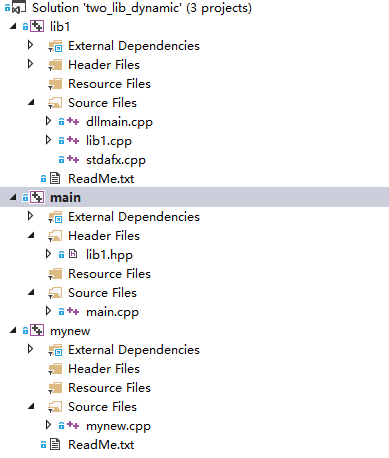 Solution 'two_lib_dynamic' (3 projects)
lib1
External Dependencies
Header Files
Resource Files
Source Files
dllmain.cpp
lib1.cpp
stdafx.cpp
ReadMe.txt
main
External Dependencies
Header Files
lib1.hpp
Resource Files
Source Files
main.cpp
mynew
External Dependencies
Header Files
Resource Files
Source Files
mynew.cpp
ReadMe.txt